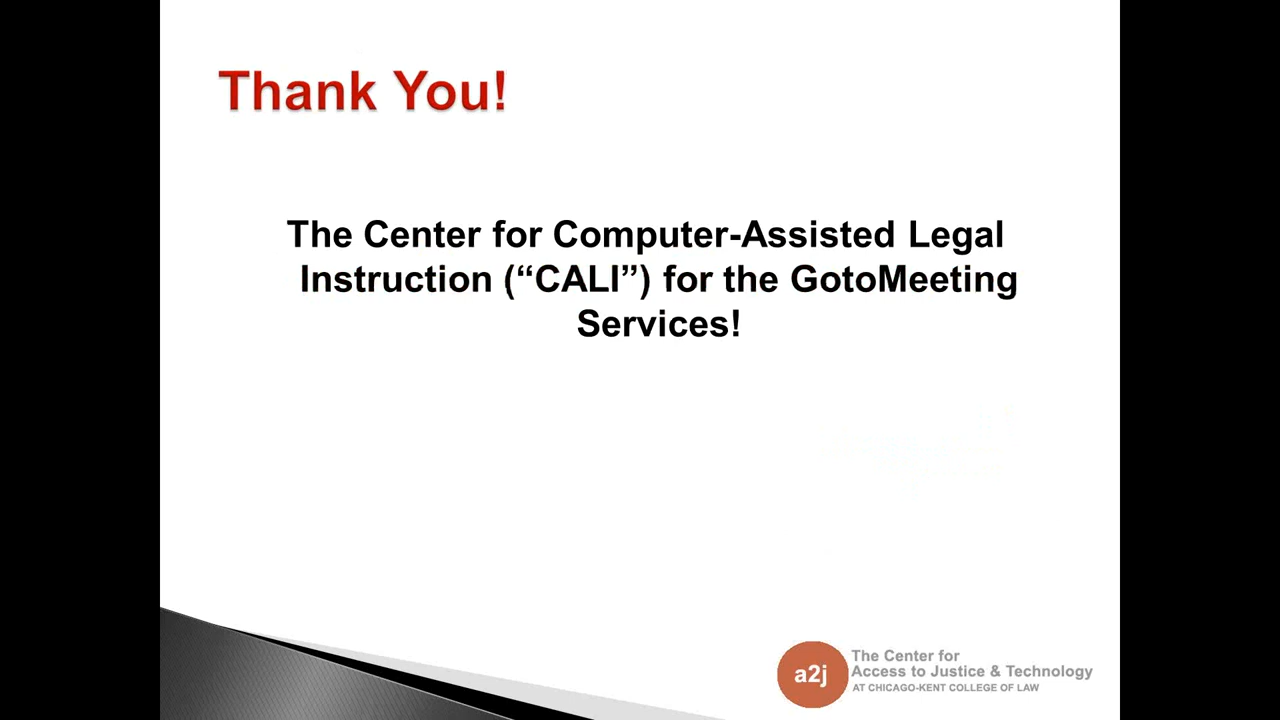 Thank You!
The Center for Computer-Assisted Legal
Instruction (“CALI”) for the GotoMeeting
Services!
a2j
The Center for
Access to Justice & Technology
AT CHICAGO-KENT COLLEGE OF LAW